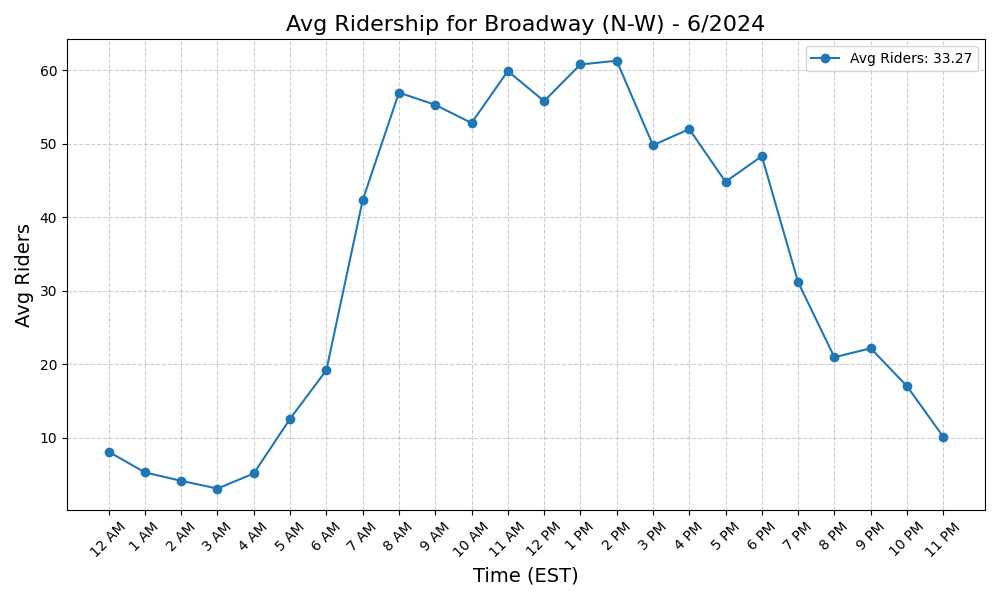 Avg Ridership for Broadway (N-W) - 6/2024
Avg Riders: 33.27
Avg Riders
60
50
40
30
20
10
12 AM
1 AM
2 AM
3 AM
4 AM
5 AM
6 AM
7 AM
8 AM
9 AM
10 AM
11 AM
12 PM
1 PM
2 PM
3 PM
4 PM
5 PM
6 PM
7 PM
8 PM
9 PM
10 PM
11 PM
Time (EST)